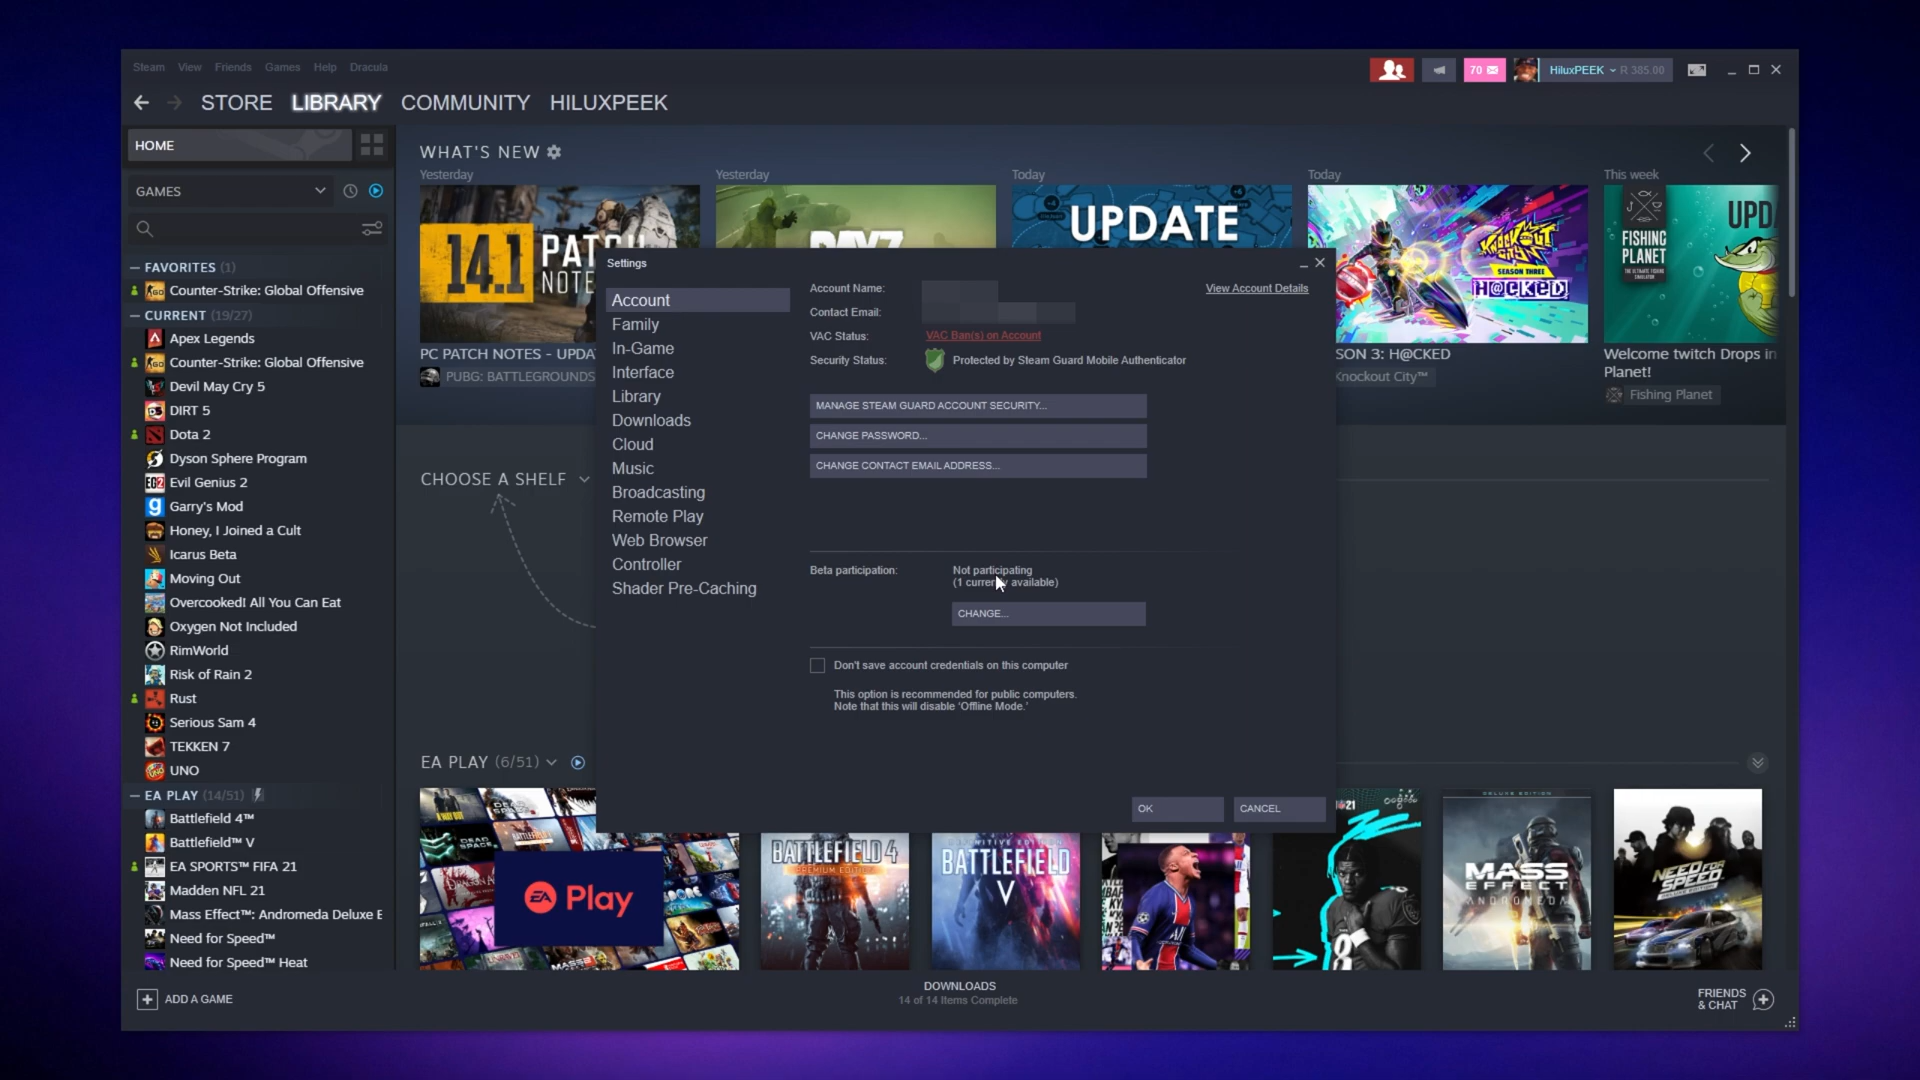 Steam View Friends Games Help Dracula
70
HiluxPEEK R 385.00
STORE LIBRARY COMMUNITY HILUXPEEK
HOME
GAMES
FAVORITES (1)
Counter-Strike: Global Offensive
CURRENT (19/27)
Apex Legends
Counter-Strike: Global Offensive
Devil May Cry 5
DIRT 5
Dota 2
Dyson Sphere Program
Evil Genius 2
Garry's Mod
Honey, I Joined a Cult
Icarus Beta
Moving Out
Overcooked! All You Can Eat
Oxygen Not Included
RimWorld
Risk of Rain 2
Rust
Serious Sam 4
TEKKEN 7
UNO
EA PLAY (14/51)
Battlefield 4™
Battlefield™ V
EA SPORTS™ FIFA 21
Madden NFL 21
Mass Effect™: Andromeda Deluxe E
Need for Speed™
Need for Speed™ Heat
WHAT'S NEW
Yesterday
14.1 PATCH
NOTE
PC PATCH NOTES - UPDA
PUBG: BATTLEGROUNDS
Yesterday
DAYZ
Today
UPDATE
Today
KNOCKOUT CITY
SEASON THREE
H@CKED
SON 3: H@CKED
Knockout City™
This week
FISHING
PLANET
UPD
Welcome twitch Drops in
Planet!
Fishing Planet
CHOOSE A SHELF
Settings
Account
Family
In-Game
Interface
Library
Downloads
Cloud
Music
Broadcasting
Remote Play
Web Browser
Controller
Shader Pre-Caching
Account Name:
View Account Details
Contact Email:
VAC Status: VAC Ban(s) on Account
Security Status: Protected by Steam Guard Mobile Authenticator
MANAGE STEAM GUARD ACCOUNT SECURITY...
CHANGE PASSWORD...
CHANGE CONTACT EMAIL ADDRESS...
Beta participation: Not participating
(1 currently available)
CHANGE...
Don't save account credentials on this computer
This option is recommended for public computers.
Note that this will disable 'Offline Mode.'
OK CANCEL
EA PLAY (6/51)
EA Play
BATTLEFIELD 4
PREMIUM EDITION
DEFINITIVE EDITION
BATTLEFIELD
V
21
DELUXE EDITION
MASS
EFFECT
ANDROMEDA
NEED FOR
SPEED
DELUXE EDITION
ADD A GAME
DOWNLOADS
14 of 14 Items Complete
FRIENDS
& CHAT